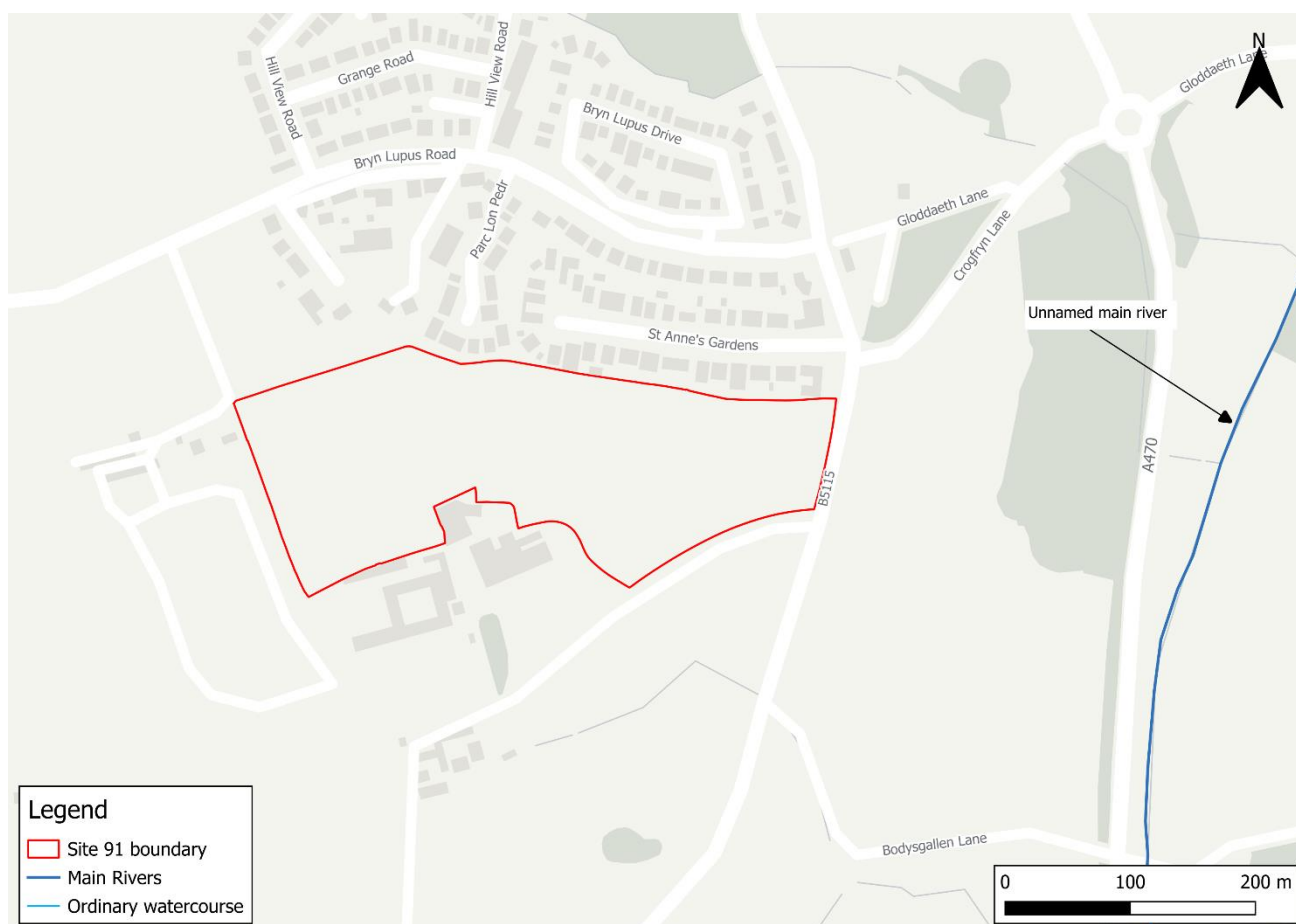 N
Hill View Road
Grange Road
Hill View Road
Bryn Lupus Drive
Gloddaeth Lane
Bryn Lupus Road
Parc Lon Pedr
Gloddaeth Lane
Crogfryn Lane
St Anne's Gardens
Unnamed main river
A470
B5115
Bodysgallen Lane
Legend
Site 91 boundary
Main Rivers
Ordinary watercourse
0 100 200 m